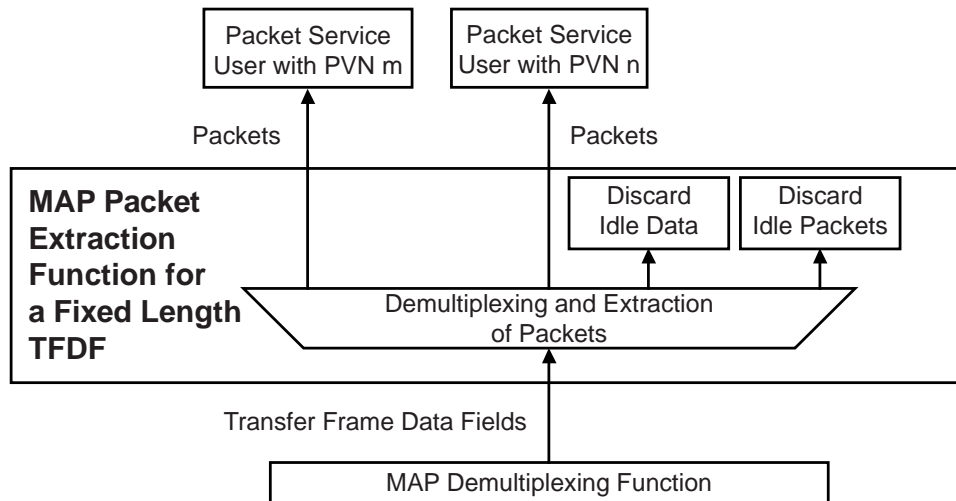 Packet Service
User with PVN m
Packet Service
User with PVN n
Packets
Packets
MAP Packet
Extraction
Function for
a Fixed Length
TFDF
Discard
Idle Data
Discard
Idle Packets
Demultiplexing and Extraction
of Packets
Transfer Frame Data Fields
MAP Demultiplexing Function